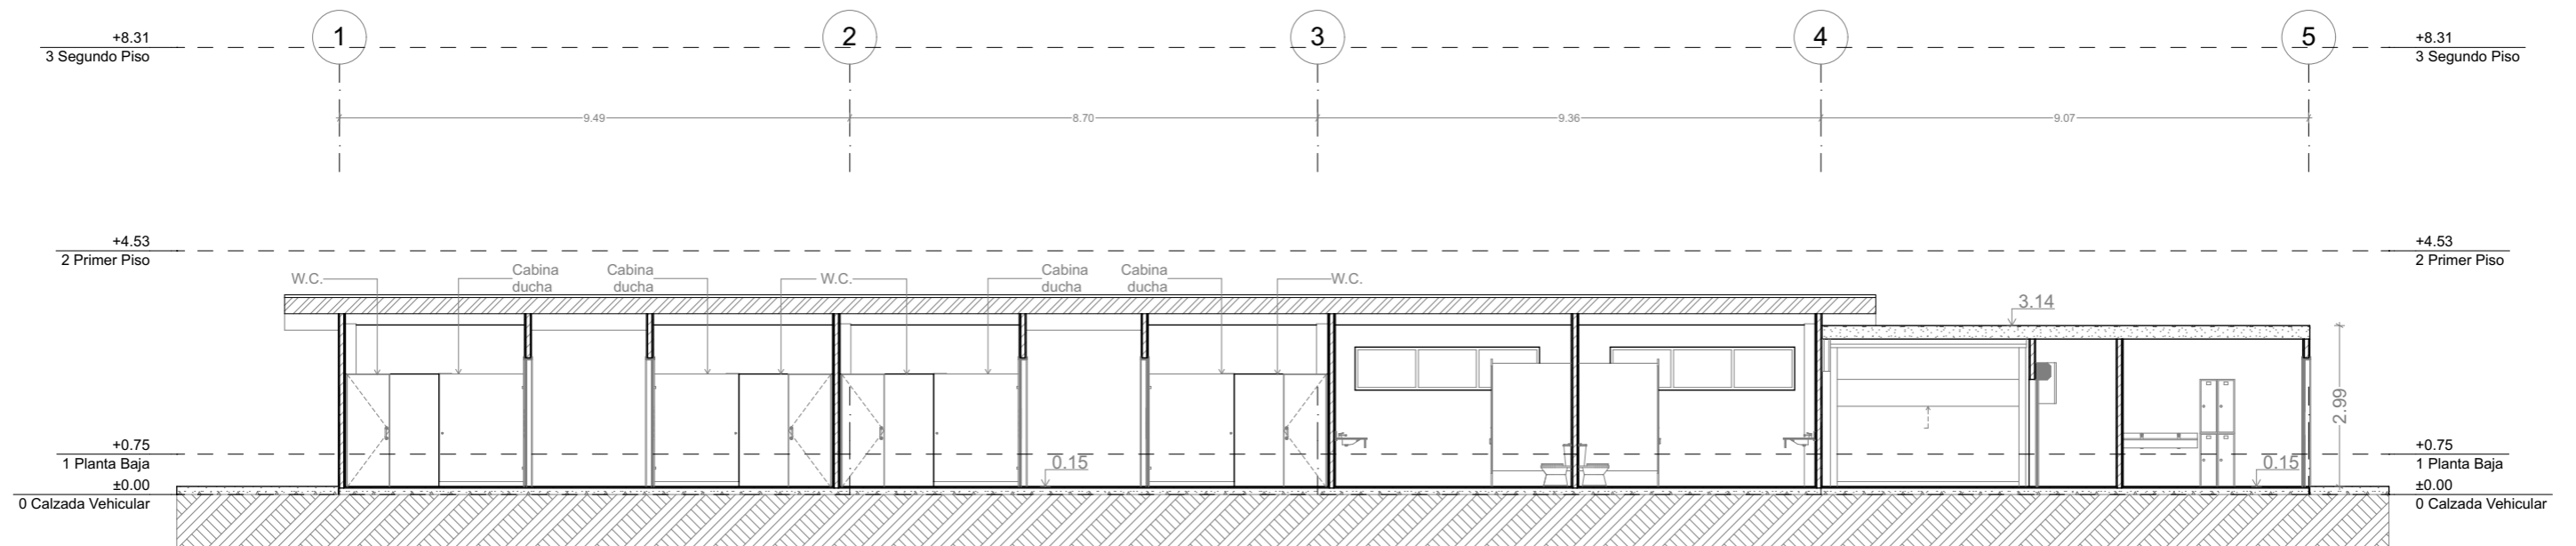 1
2
3
4
5
+8.31
3 Segundo Piso
+8.31
3 Segundo Piso
9.49
8.70
9.36
9.07
+4.53
2 Primer Piso
+4.53
2 Primer Piso
W.C.
Cabina
ducha
Cabina
ducha
W.C.
Cabina
ducha
Cabina
ducha
W.C.
3.14
2.99
+0.75
1 Planta Baja
±0.00
0 Calzada Vehicular
0.15
0.15
+0.75
1 Planta Baja
±0.00
0 Calzada Vehicular